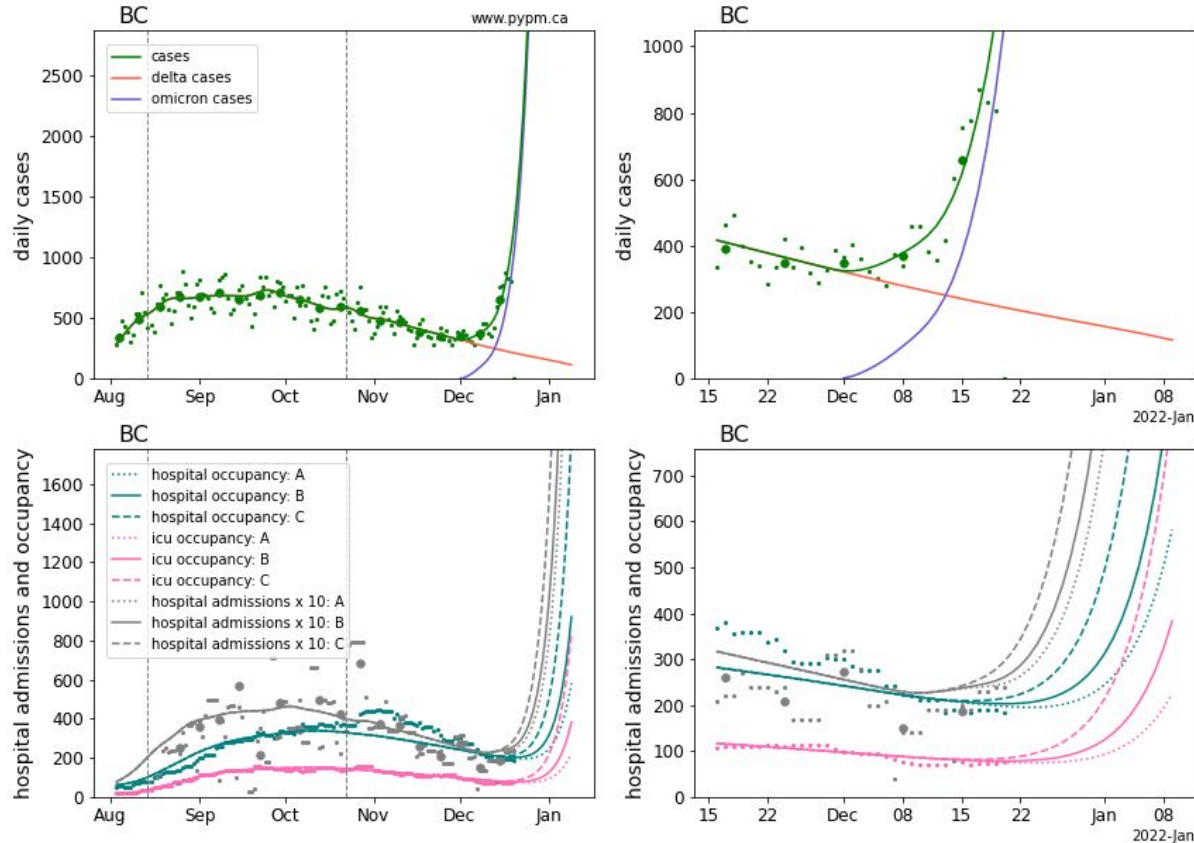 BC
www.pypm.ca
daily cases
2500
2000
1500
1000
500
0
cases
delta cases
omicron cases
Aug
Sep
Oct
Nov
Dec
Jan
BC
daily cases
1000
800
600
400
200
0
15
22
Dec
08
15
22
Jan
08
2022-Jan
BC
hospital admissions and occupancy
1600
1400
1200
1000
800
600
400
200
0
hospital occupancy: A
hospital occupancy: B
hospital occupancy: C
icu occupancy: A
icu occupancy: B
icu occupancy: C
hospital admissions x 10: A
hospital admissions x 10: B
hospital admissions x 10: C
Aug
Sep
Oct
Nov
Dec
Jan
BC
hospital admissions and occupancy
700
600
500
400
300
200
100
0
15
22
Dec
08
15
22
Jan
08
2022-Jan